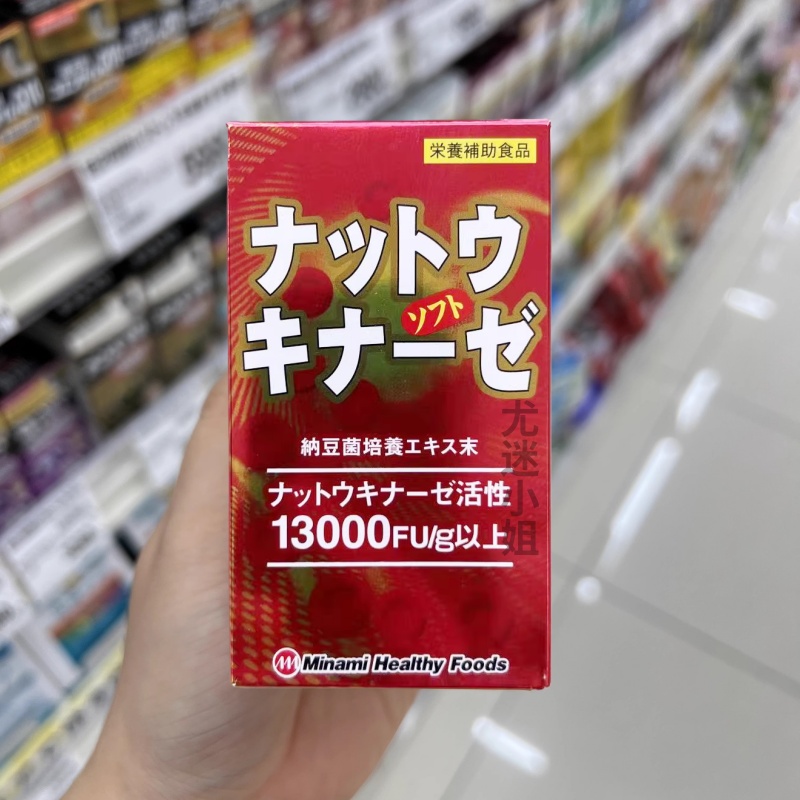 栄養補助食品
ナットウ
キナーゼ
ソフト
納豆菌培養エキス末
ナットウキナーゼ活性
13000FU/g以上
Minami Healthy Foods
尤迷小姐